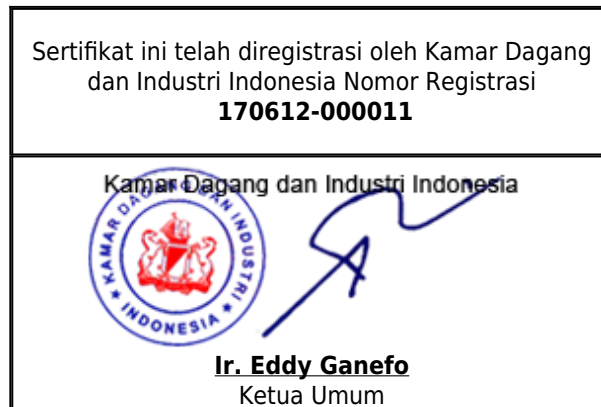 Sertifikat ini telah diregistrasi oleh Kamar Dagang
dan Industri Indonesia Nomor Registrasi
170612-000011
Kamar Dagang dan Industri Indonesia
KAMAR DAGANG DAN INDUSTRI
INDONESIA
Ir. Eddy Ganefo
Ketua Umum